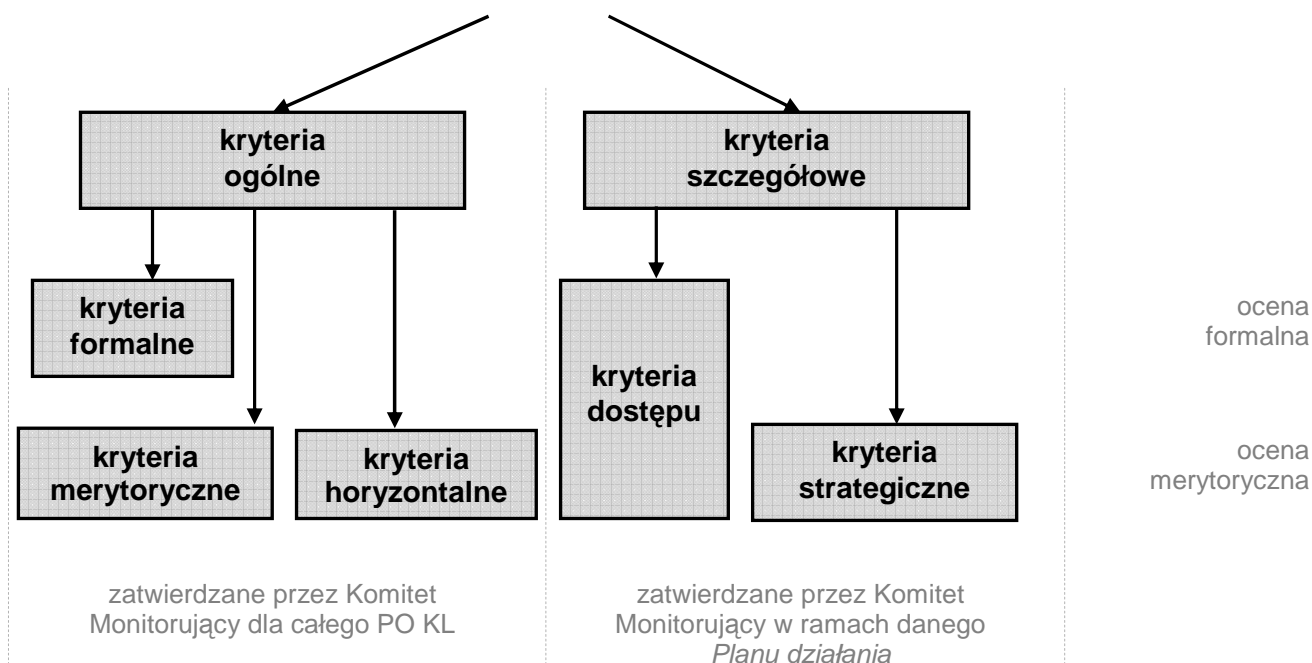 kryteria
ogólne
kryteria
szczegółowe
kryteria
formalne
kryteria
dostępu
ocena
formalna
kryteria
merytoryczne
kryteria
horyzontalne
kryteria
strategiczne
ocena
merytoryczna
zatwierdzane przez Komitet
Monitorujący dla całego PO KL
zatwierdzane przez Komitet
Monitorujący w ramach danego
Planu działania